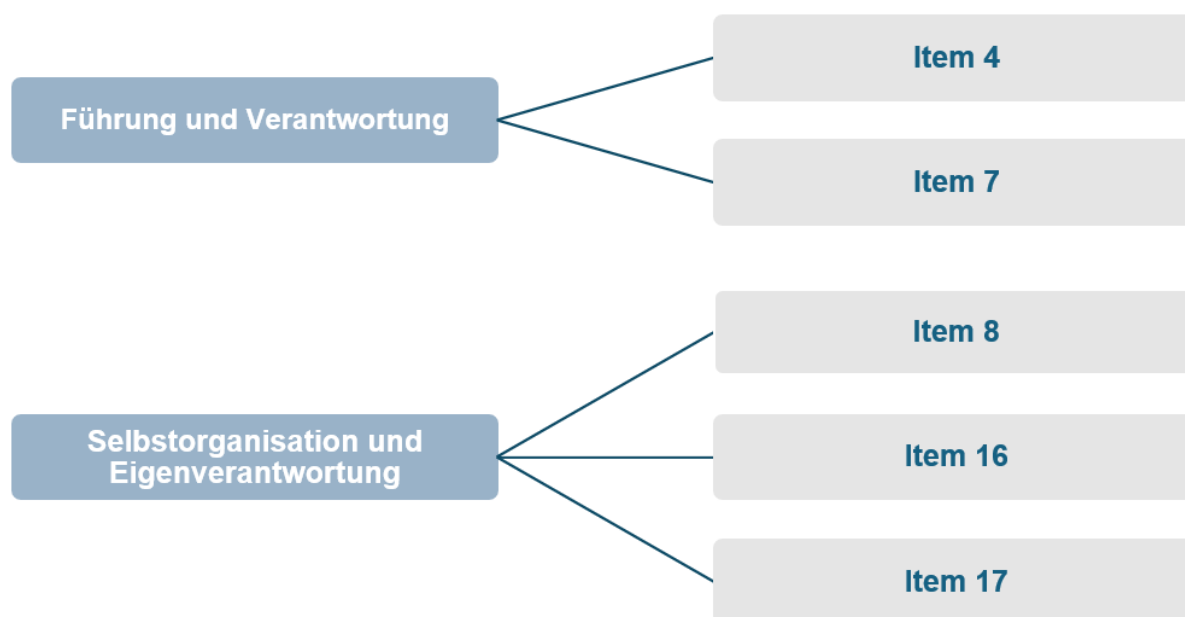 Führung und Verantwortung
Item 4
Item 7
Selbstorganisation und
Eigenverantwortung
Item 8
Item 16
Item 17